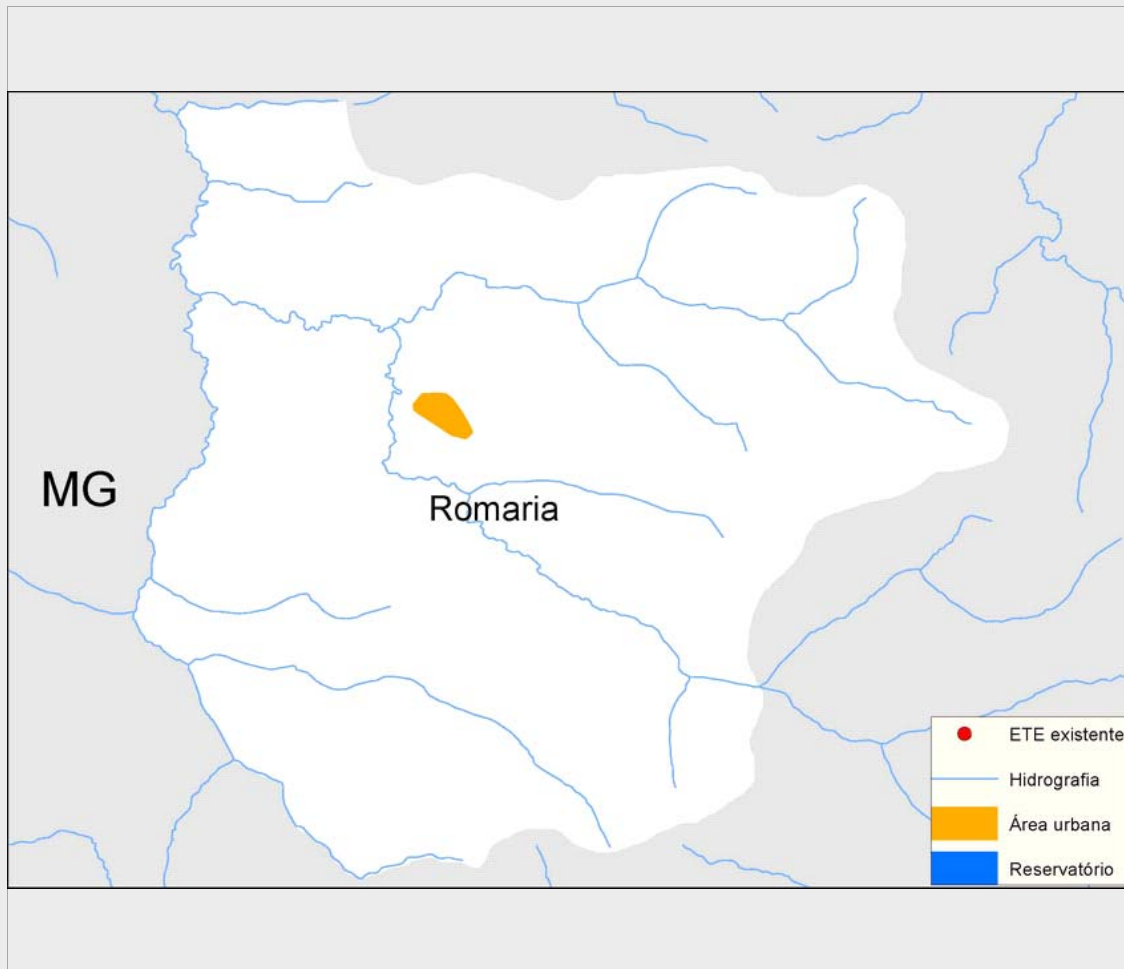 MG
Romaria
ETE existente
Hidrografia
Área urbana
Reservatório